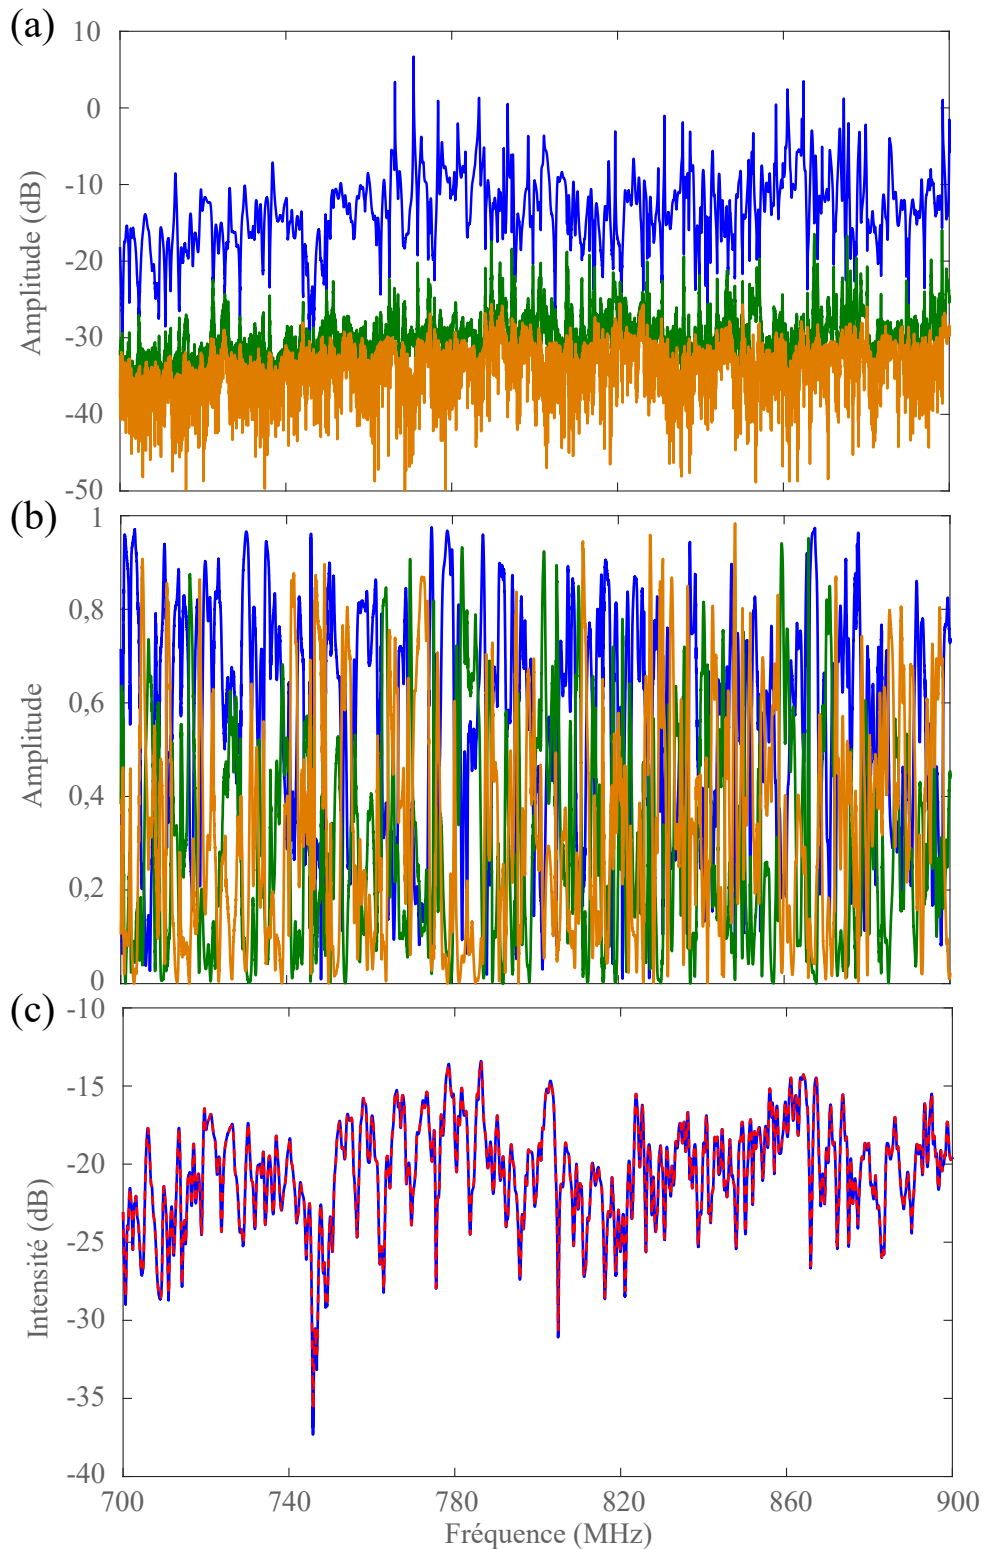 (a)
10
0
-10
-20
-30
-40
-50
Amplitude (dB)
(b)
1
0,8
0,6
0,4
0,2
0
Amplitude
(c)
-10
-15
-20
-25
-30
-35
-40
Intensité (dB)
700 740 780 820 860 900
Fréquence (MHz)